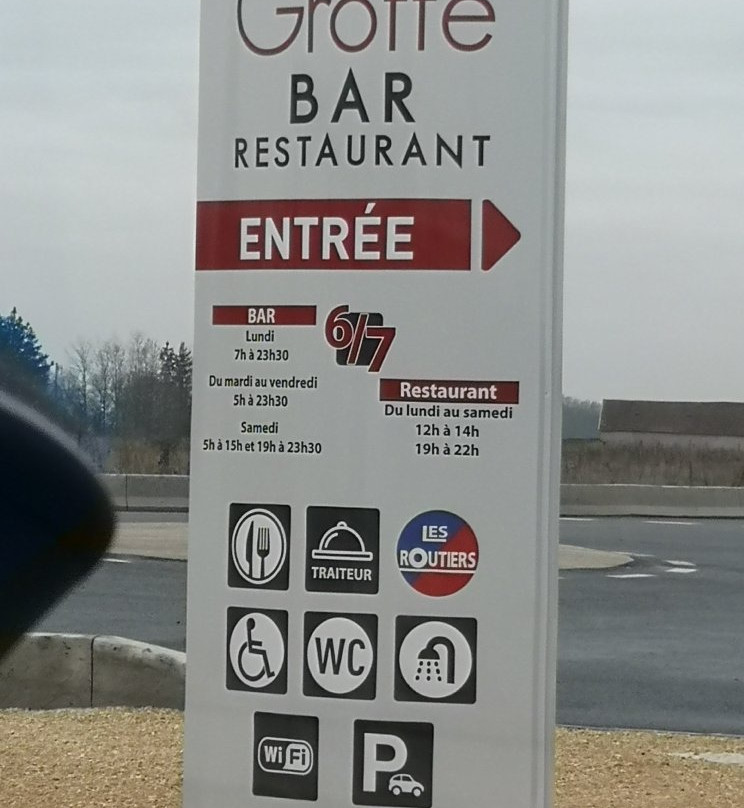 Grotte
BAR
RESTAURANT
ENTRÉE
BAR
Lundi
7h à 23h30
Du mardi au vendredi
5h à 23h30
Samedi
5h à 15h et 19h à 23h30
6/7
Restaurant
Du lundi au samedi
12h à 14h
19h à 22h
TRAITEUR
LES
ROUTIERS
WC
WiFi
P